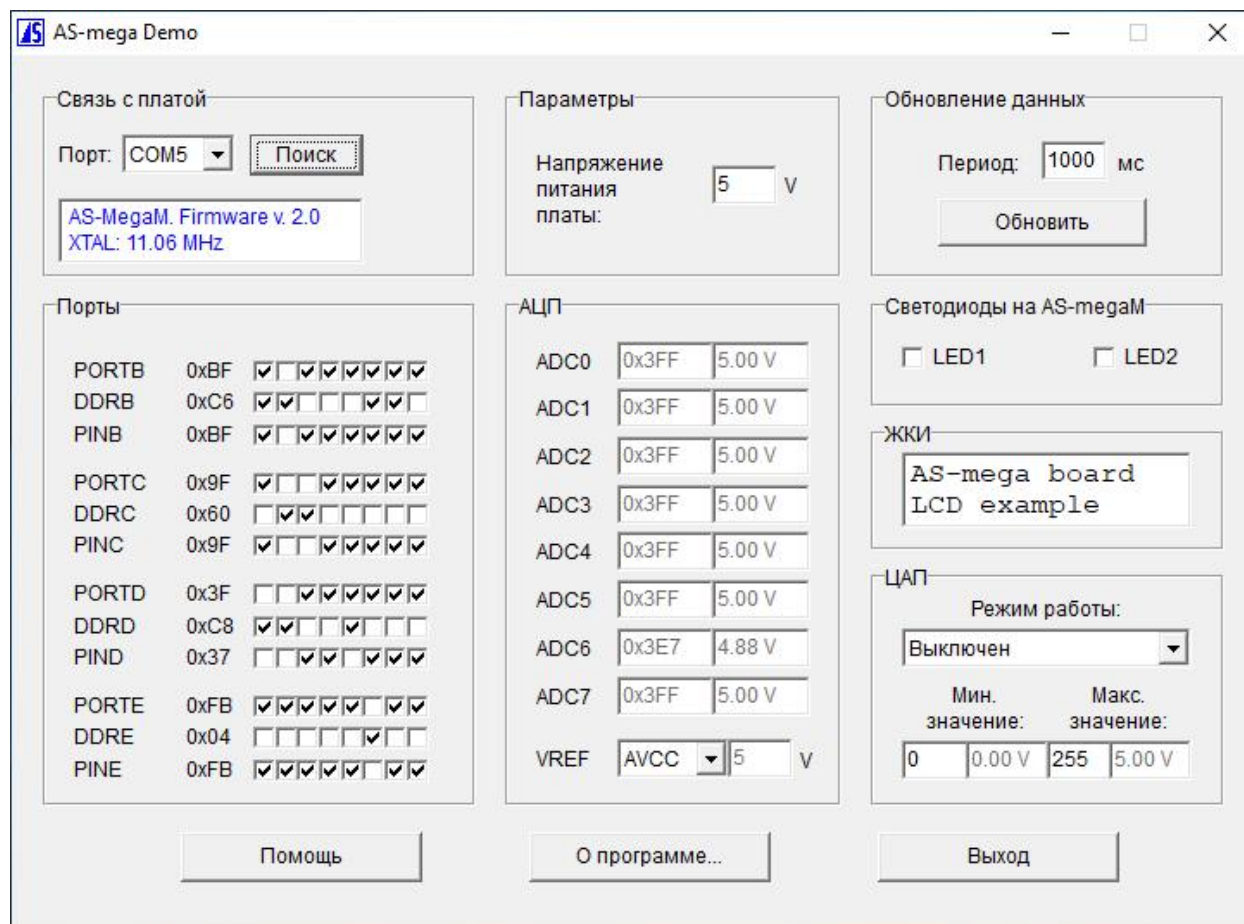 AS-mega Demo
Связь с платой
Порт: COM5 Поиск
AS-MegaM. Firmware v. 2.0
XTAL: 11.06 MHz
Параметры
Напряжение
питания
платы:
5 V
Обновление данных
Период: 1000 мс
Обновить
Порты
PORTB 0xBF
DDRB 0xC6
PINB 0xBF
PORTC 0x9F
DDRC 0x60
PINC 0x9F
PORTD 0x3F
DDRD 0xC8
PIND 0x37
PORTE 0xFB
DDRE 0x04
PINE 0xFB
АЦП
ADC0 0x3FF 5.00 V
ADC1 0x3FF 5.00 V
ADC2 0x3FF 5.00 V
ADC3 0x3FF 5.00 V
ADC4 0x3FF 5.00 V
ADC5 0x3FF 5.00 V
ADC6 0x3E7 4.88 V
ADC7 0x3FF 5.00 V
VREF AVCC 5 V
Светодиоды на AS-megaM
LED1 LED2
ЖКИ
AS-mega board
LCD example
ЦАП
Режим работы:
Выключен
Мин. Макс.
значение: значение:
0 0.00 V 255 5.00 V
Помощь О программе... Выход